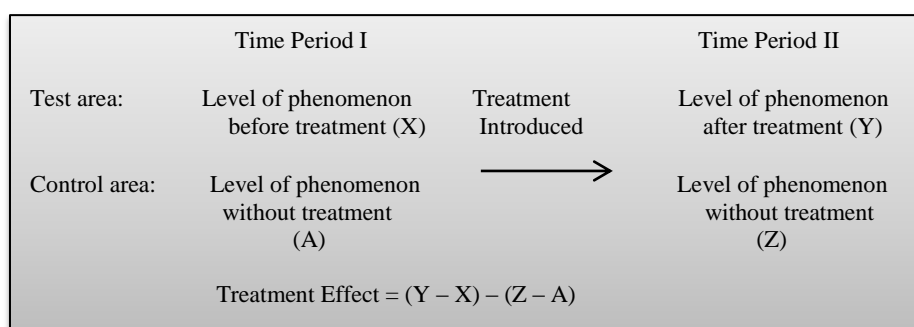 Time Period I Time Period II
Test area: Level of phenomenon Treatment Level of phenomenon
before treatment (X) Introduced after treatment (Y)
Control area: Level of phenomenon Level of phenomenon
without treatment without treatment
(A) (Z)
Treatment Effect = (Y – X) – (Z – A)